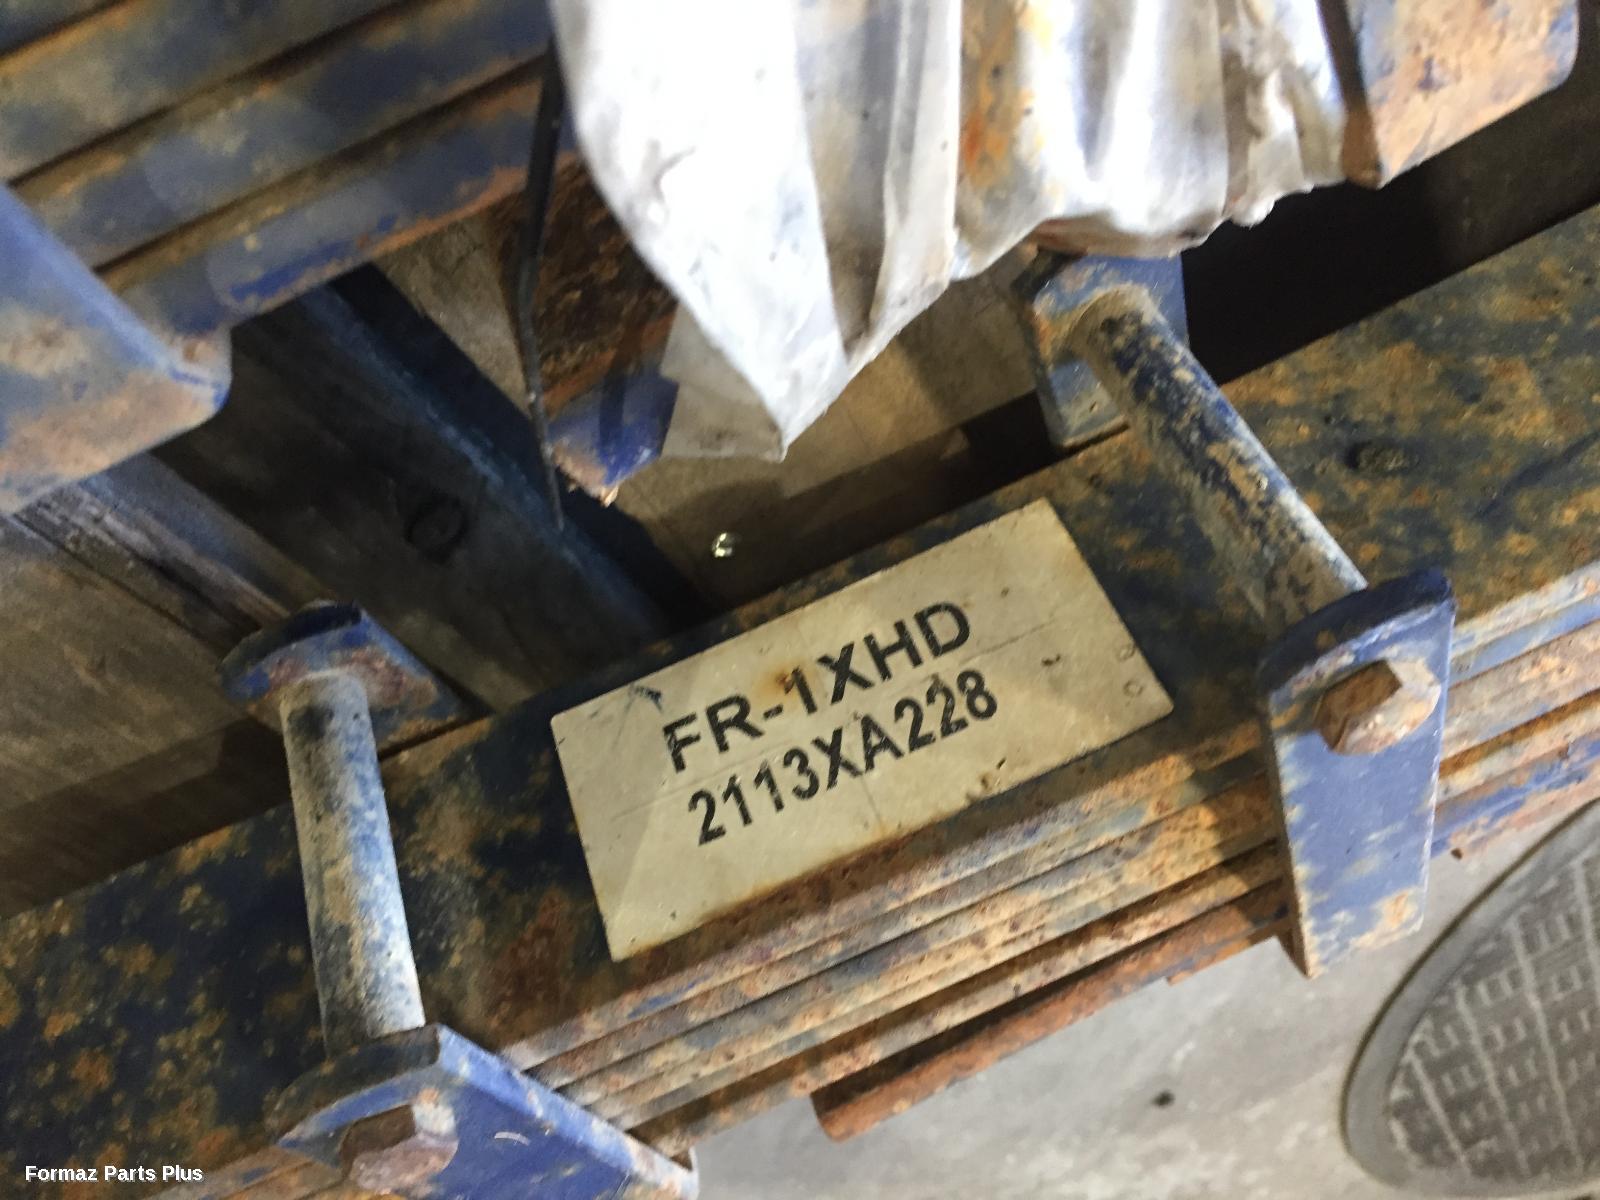 FR-1XHD
2113XA228
Formaz Parts Plus